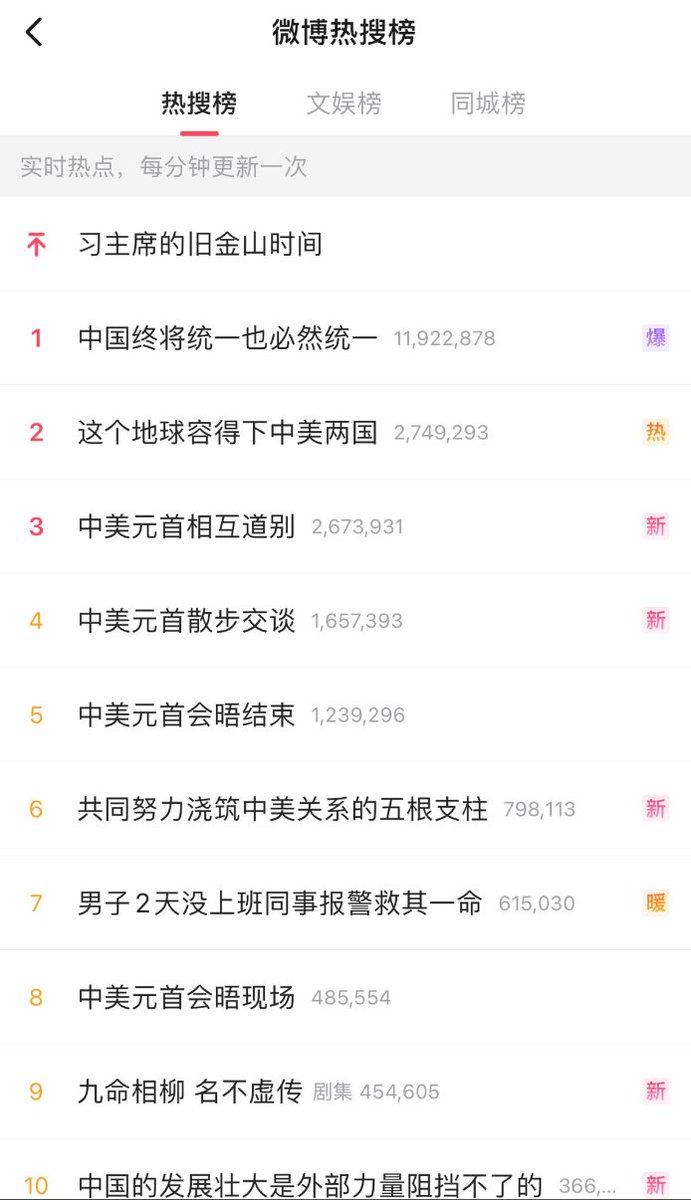 微博热搜榜
热搜榜 文娱榜 同城榜
实时热点，每分钟更新一次
习主席的旧金山时间
1 中国终将统一也必然统一 11,922,878 爆
2 这个地球容得下中美两国 2,749,293 热
3 中美元首相互道别 2,673,931 新
4 中美元首散步交谈 1,657,393 新
5 中美元首会晤结束 1,239,296
6 共同努力浇筑中美关系的五根支柱 798,113 新
7 男子2天没上班同事报警救其一命 615,030 暖
8 中美元首会晤现场 485,554
9 九命相柳 名不虚传 剧集 454,605 新
10 中国的发展壮大是外部力量阻挡不了的 366,... 新